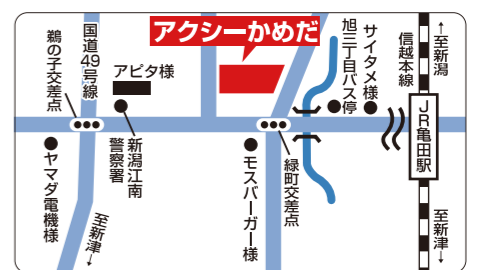 アクシーかめだ
国道49号線
鵜の子交差点
アピタ様
新潟江南
警察署
ヤマダ電機様
至新津→
モスバーガー様
緑町交差点
旭三丁目バス停
サイタメ様
信越本線
←至新潟
JR亀田駅
至新津→